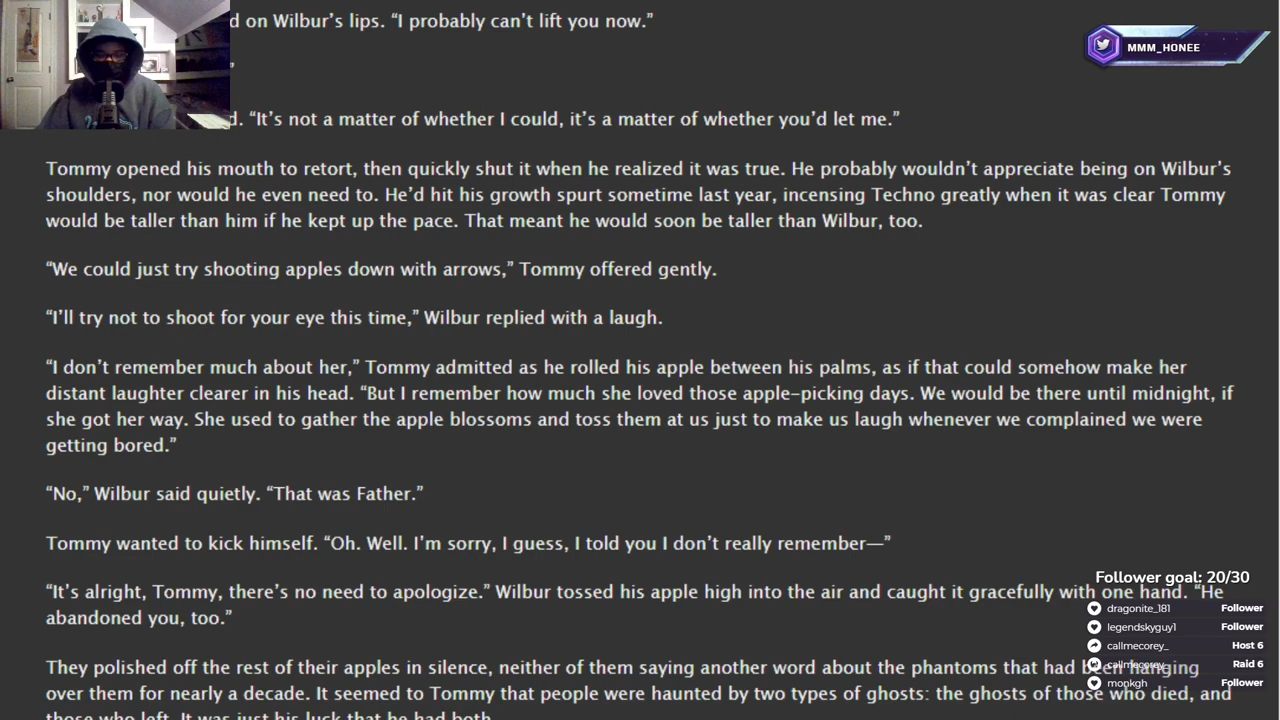 d on Wilbur's lips. “I probably can’t lift you now.”
MMM_HONEE
”
d. “It’s not a matter of whether I could, it’s a matter of whether you’d let me.”
Tommy opened his mouth to retort, then quickly shut it when he realized it was true. He probably wouldn’t appreciate being on Wilbur’s
shoulders, nor would he even need to. He’d hit his growth spurt sometime last year, incensing Techno greatly when it was clear Tommy
would be taller than him if he kept up the pace. That meant he would soon be taller than Wilbur, too.
“We could just try shooting apples down with arrows,” Tommy offered gently.
“I’ll try not to shoot for your eye this time,” Wilbur replied with a laugh.
“I don’t remember much about her,” Tommy admitted as he rolled his apple between his palms, as if that could somehow make her
distant laughter clearer in his head. “But I remember how much she loved those apple-picking days. We would be there until midnight, if
she got her way. She used to gather the apple blossoms and toss them at us just to make us laugh whenever we complained we were
getting bored.”
“No,” Wilbur said quietly. “That was Father.”
Tommy wanted to kick himself. “Oh. Well. I’m sorry, I guess, I told you I don’t really remember—”
“It’s alright, Tommy, there’s no need to apologize.” Wilbur tossed his apple high into the air and caught it gracefully with one hand. “He
abandoned you, too.”
They polished off the rest of their apples in silence, neither of them saying another word about the phantoms that had been hanging
over them for nearly a decade. It seemed to Tommy that people were haunted by two types of ghosts: the ghosts of those who died, and
those who left. It was just his luck that he had both.
Follower goal: 20/30
dragonite_181 Follower
legendskyguy1 Follower
callmecorey_ Host 6
callmecorey_ Raid 6
mopkgh Follower